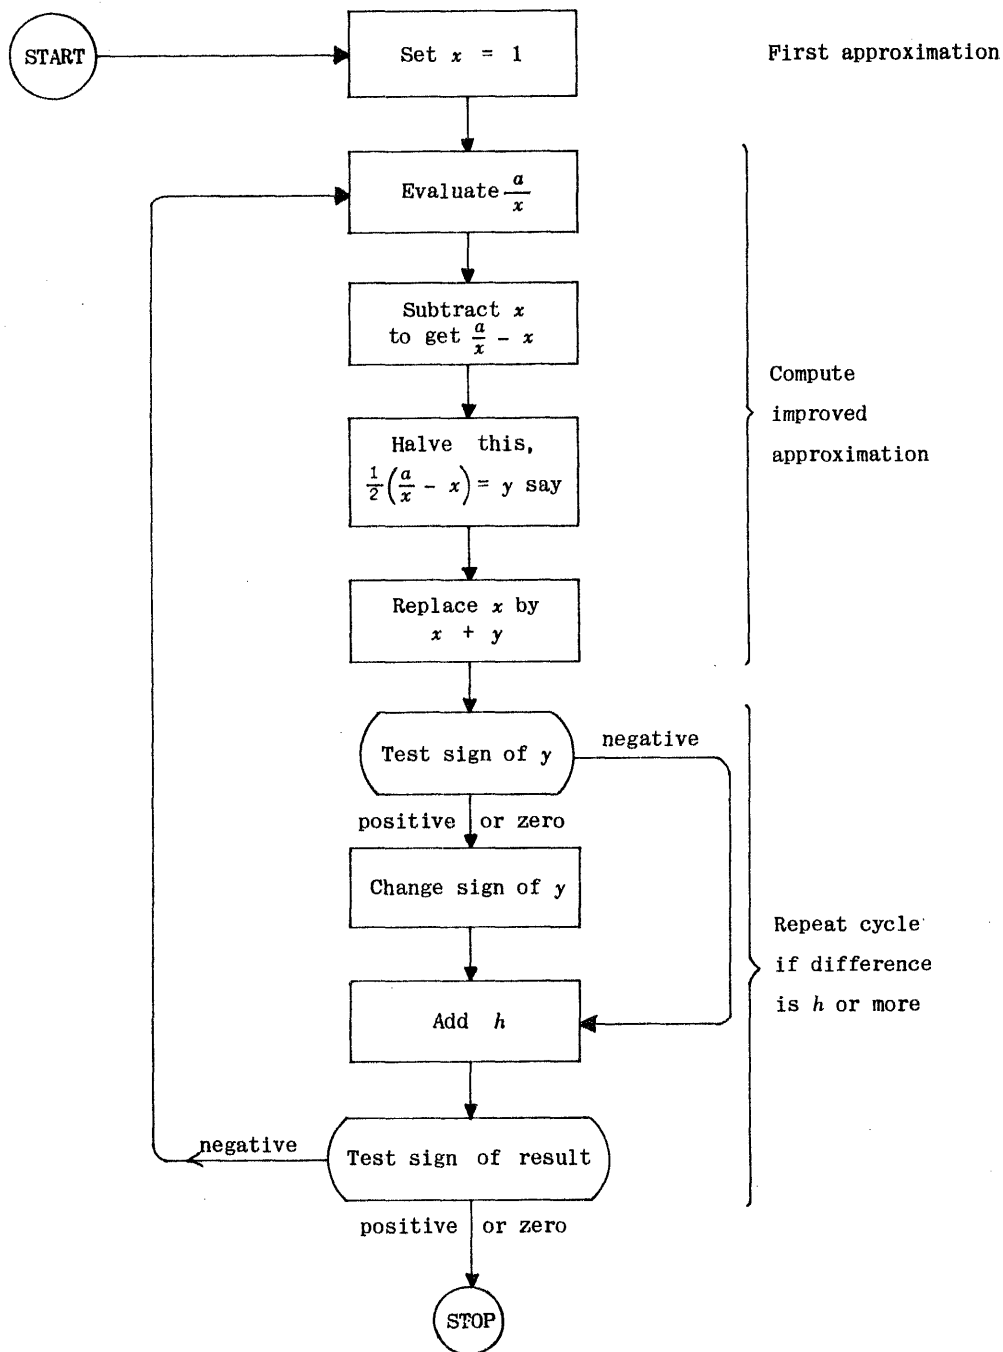 START
Set x = 1
First approximation
Evaluate a/x
Subtract x
to get a/x - x
Halve this,
1/2(a/x - x) = y say
Compute
improved
approximation
Replace x by
x + y
Test sign of y
negative
positive or zero
Change sign of y
Add h
Repeat cycle
if difference
is h or more
negative
Test sign of result
positive or zero
STOP